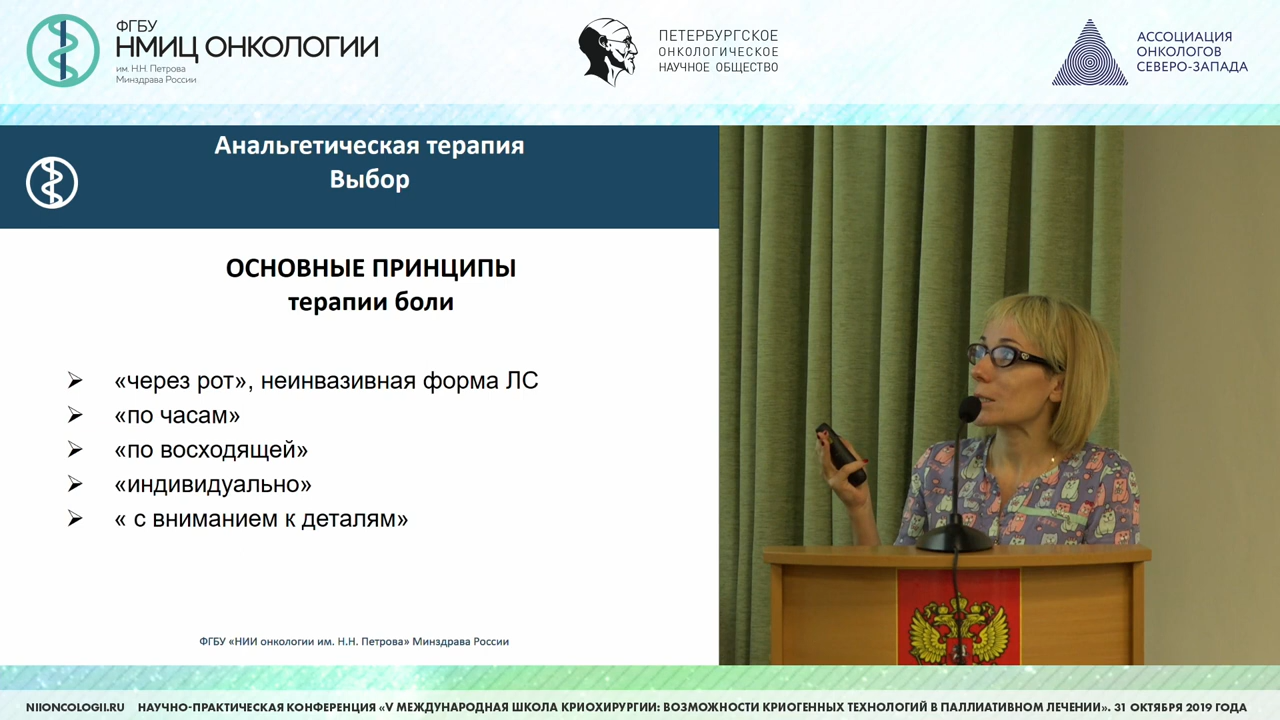 ФГБУ
НМИЦ ОНКОЛОГИИ
им. Н.Н. Петрова
Минздрава России
ПЕТЕРБУРГСКОЕ
ОНКОЛОГИЧЕСКОЕ
НАУЧНОЕ ОБЩЕСТВО
АССОЦИАЦИЯ
ОНКОЛОГОВ
СЕВЕРО-ЗАПАДА
Анальгетическая терапия
Выбор
ОСНОВНЫЕ ПРИНЦИПЫ
терапии боли
«через рот», неинвазивная форма ЛС
«по часам»
«по восходящей»
«индивидуально»
« с вниманием к деталям»
ФГБУ «НИИ онкологии им. Н.Н. Петрова» Минздрава России
NIIONCOLOGII.RU НАУЧНО-ПРАКТИЧЕСКАЯ КОНФЕРЕНЦИЯ «V МЕЖДУНАРОДНАЯ ШКОЛА КРИОХИРУРГИИ: ВОЗМОЖНОСТИ КРИОГЕННЫХ ТЕХНОЛОГИЙ В ПАЛЛИАТИВНОМ ЛЕЧЕНИИ». 31 ОКТЯБРЯ 2019 ГОДА